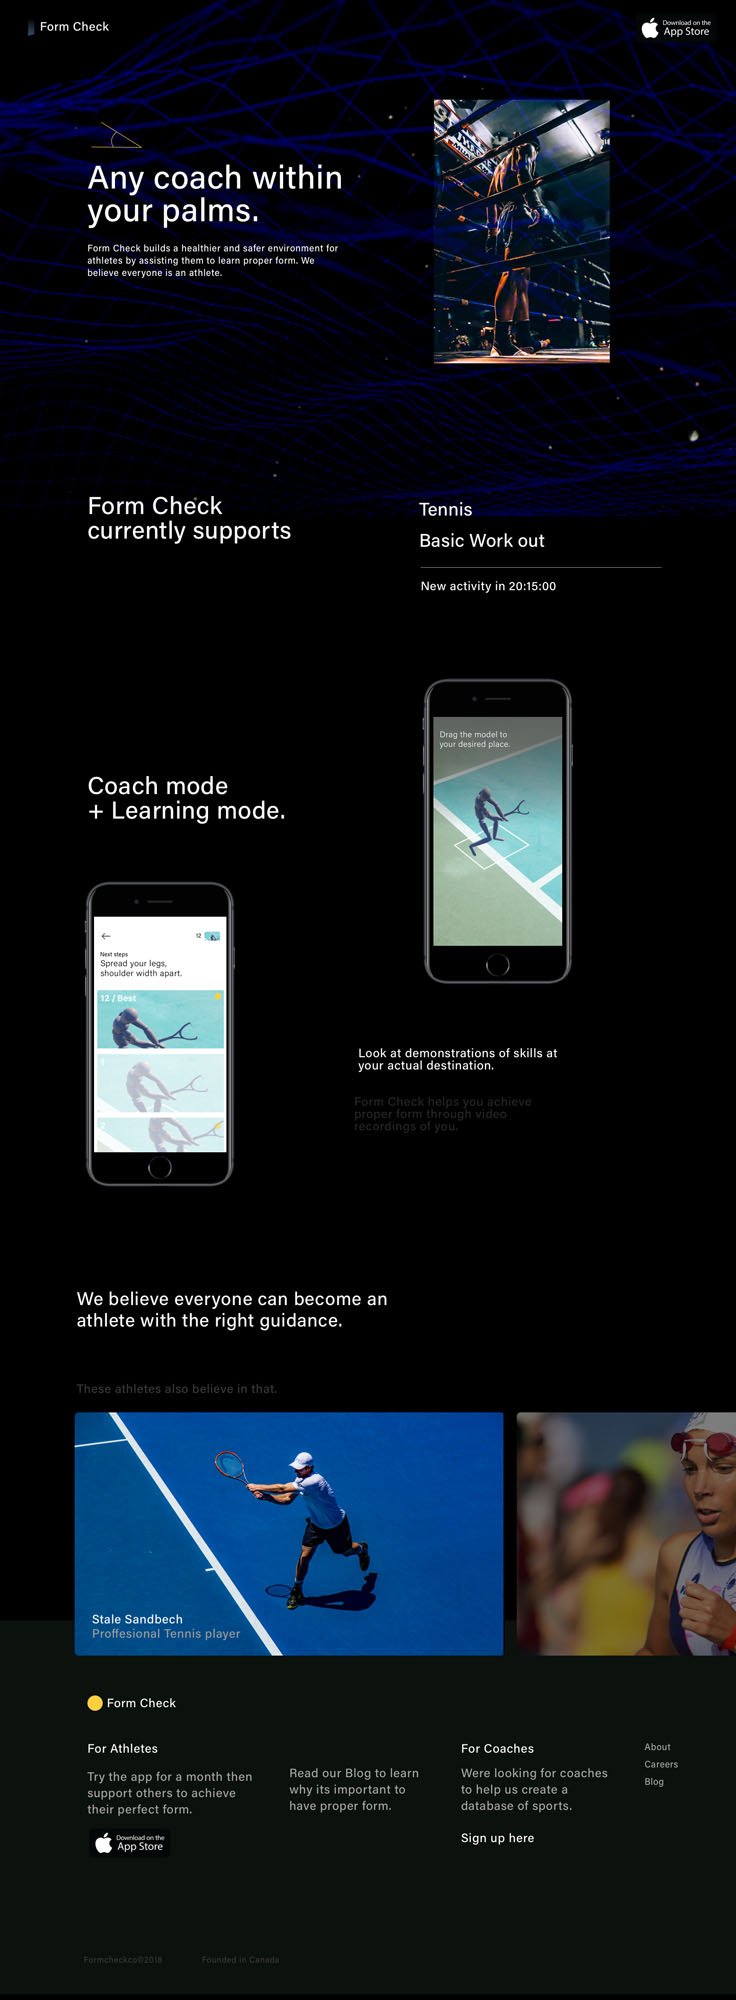 Form Check
Download on the
App Store
Any coach within
your palms.
Form Check builds a healthier and safer environment for
athletes by assisting them to learn proper form. We
believe everyone is an athlete.
Form Check
currently supports
Tennis
Basic Work out
New activity in 20:15:00
Drag the model to
your desired place.
Coach mode
+ Learning mode.
12
Next steps
Spread your legs,
shoulder width apart.
12 / Best
1
2
Look at demonstrations of skills at
your actual destination.
Form Check helps you achieve
proper form through video
recordings of you.
We believe everyone can become an
athlete with the right guidance.
These athletes also believe in that.
Stale Sandbech
Proffesional Tennis player
Form Check
For Athletes
Try the app for a month then
support others to achieve
their perfect form.
Download on the
App Store
Read our Blog to learn
why its important to
have proper form.
For Coaches
Were looking for coaches
to help us create a
database of sports.
Sign up here
About
Careers
Blog
Formcheckco©2018
Founded in Canada